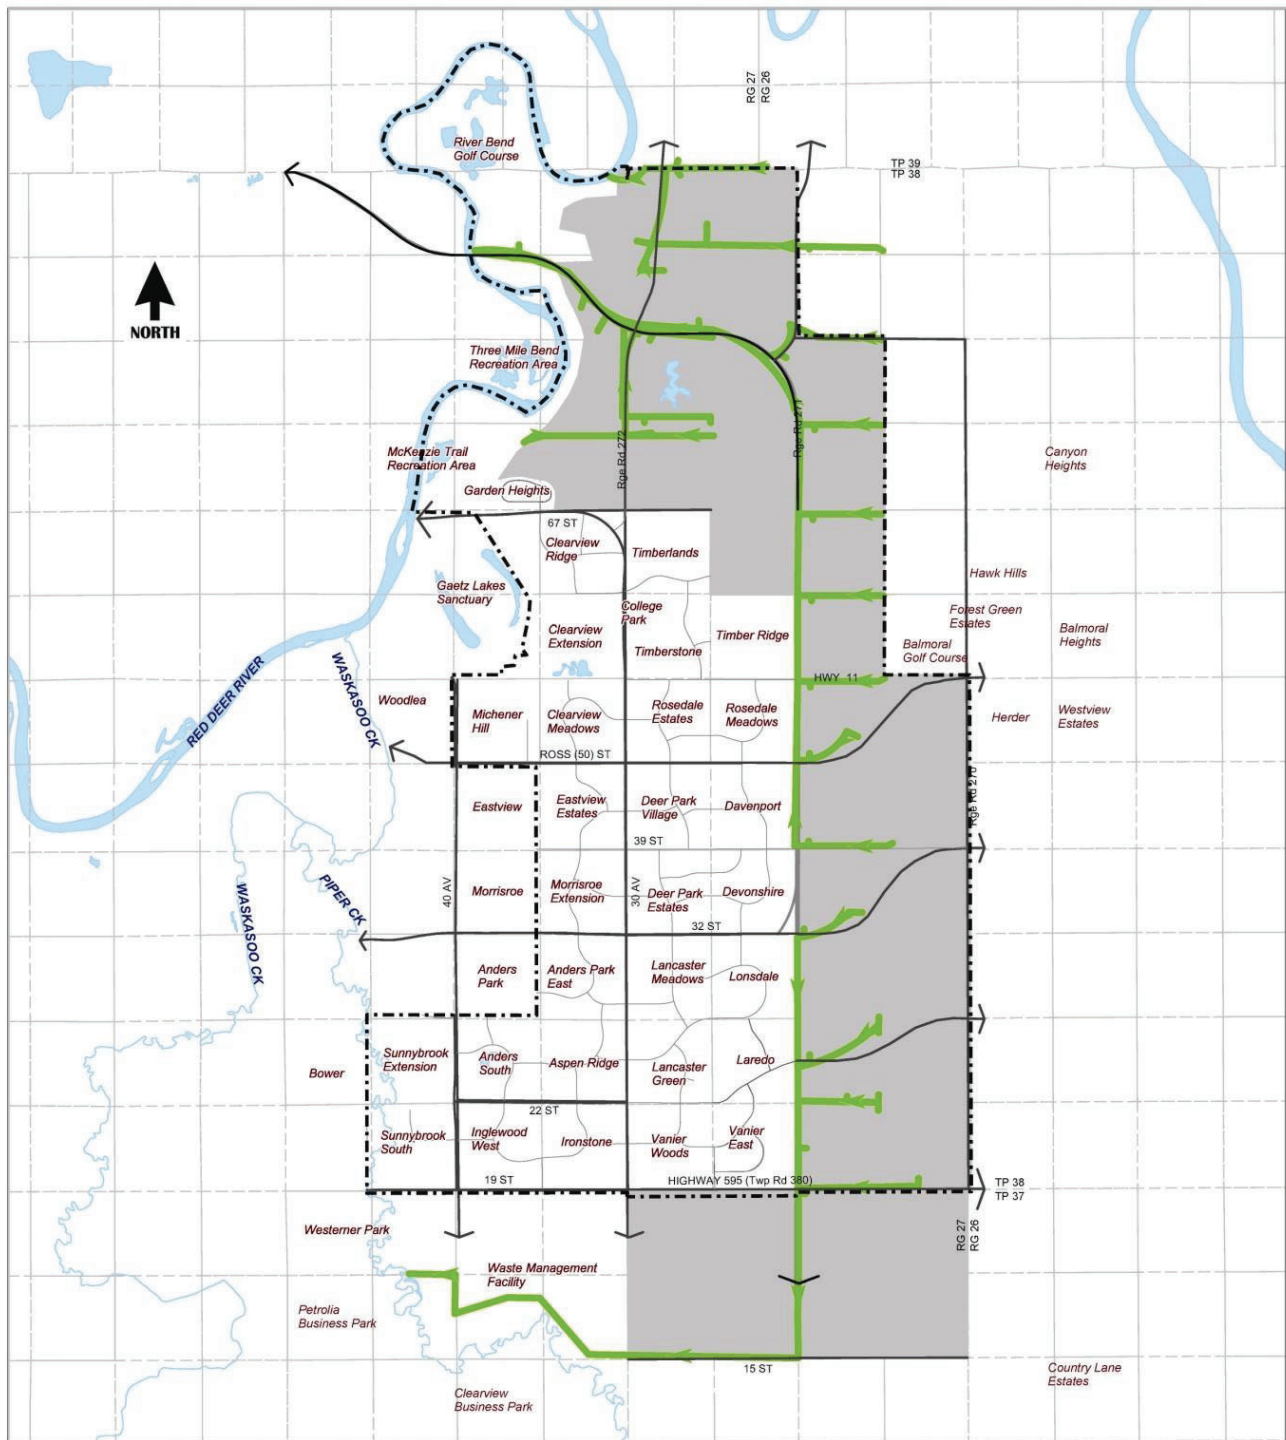 RG 27
RG 26
River Bend
Golf Course
TP 39
TP 38
NORTH
Three Mile Bend
Recreation Area
Rge Rd 271
McKenzie Trail
Recreation Area
Rge Rd 272
Canyon
Heights
Garden Heights
67 ST
Clearview
Ridge
Timberlands
Hawk Hills
Gaetz Lakes
Sanctuary
College
Park
Forest Green
Estates
Clearview
Extension
Timber Ridge
Balmoral
Heights
Timberstone
Balmoral
Golf Course
HWY 11
RED DEER RIVER
WASKASOO CK
Woodlea
Michener
Hill
Clearview
Meadows
Rosedale
Estates
Rosedale
Meadows
Herder
Westview
Estates
ROSS (50) ST
Rge Rd 270
Eastview
Eastview
Estates
Deer Park
Village
Davenport
39 ST
WASKASOO CK
PIPER CK
40 AV
Morrisroe
Morrisroe
Extension
30 AV
Deer Park
Estates
Devonshire
32 ST
Anders
Park
Anders Park
East
Lancaster
Meadows
Lonsdale
Bower
Sunnybrook
Extension
Anders
South
Aspen Ridge
Lancaster
Green
Laredo
22 ST
Sunnybrook
South
Inglewood
West
Ironstone
Vanier
Woods
Vanier
East
19 ST
HIGHWAY 595 (Twp Rd 380)
TP 38
TP 37
RG 27
RG 26
Westerner Park
Waste Management
Facility
Petrolia
Business Park
15 ST
Country Lane
Estates
Clearview
Business Park